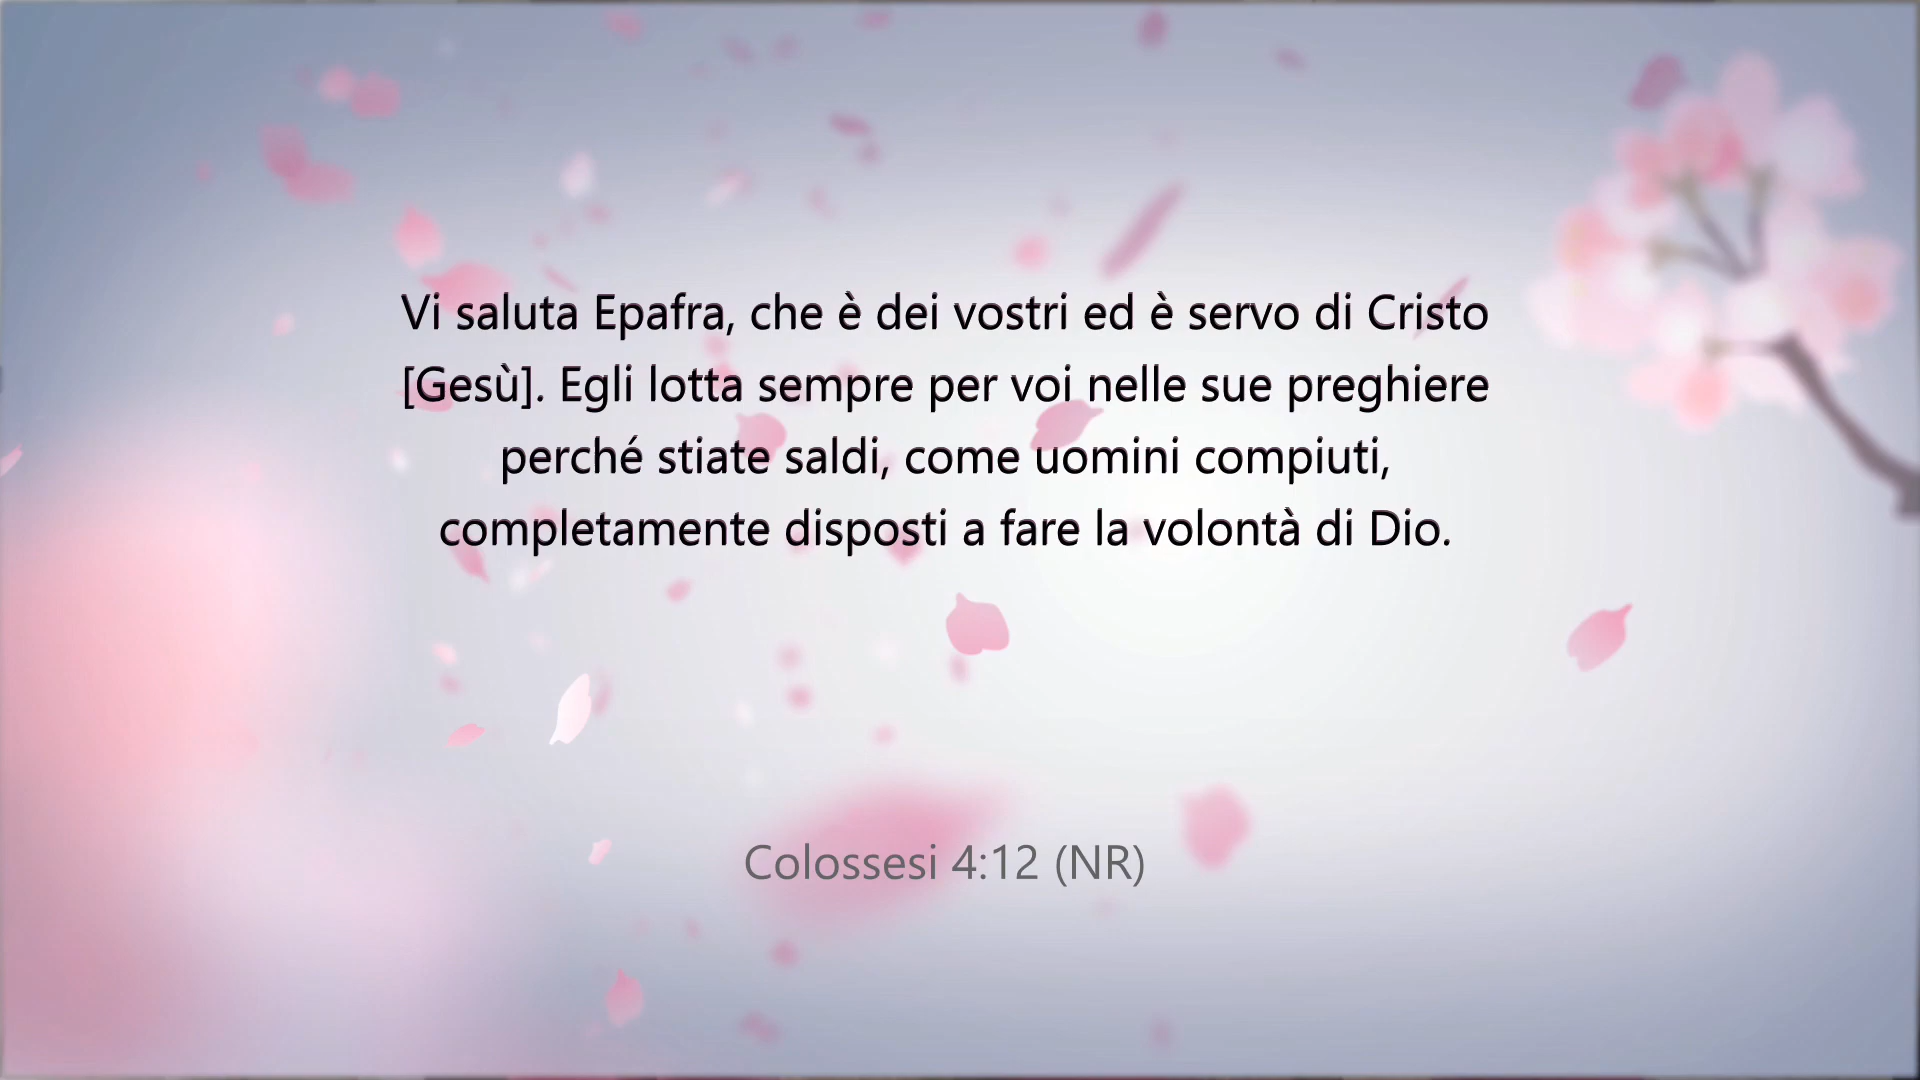 Vi saluta Epafra, che è dei vostri ed è servo di Cristo
[Gesù]. Egli lotta sempre per voi nelle sue preghiere
perché stiate saldi, come uomini compiuti,
completamente disposti a fare la volontà di Dio.
Colossesi 4:12 (NR)